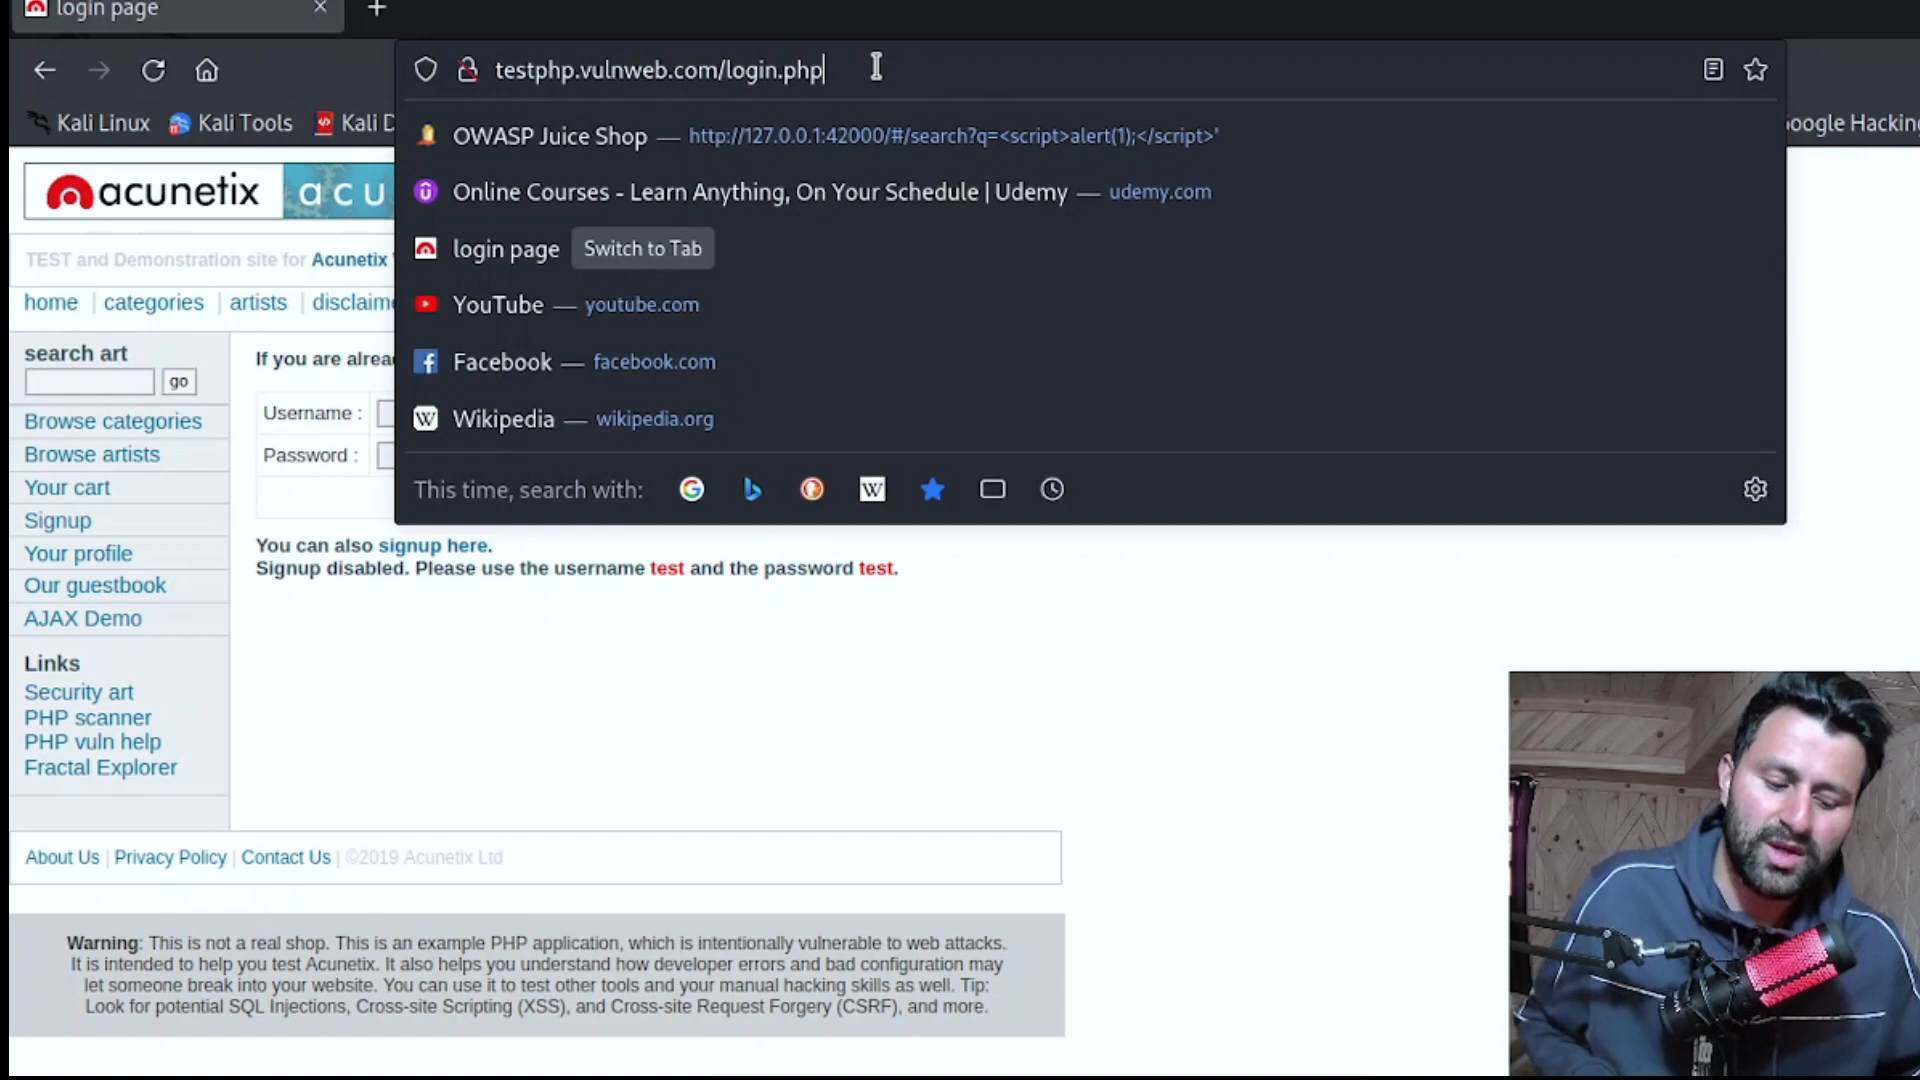 login page
testphp.vulnweb.com/login.php
Kali Linux
Kali Tools
Kali D
Google Hacking
OWASP Juice Shop — http://127.0.0.1:42000/#/search?q=<script>alert(1);</script>'
Online Courses - Learn Anything, On Your Schedule | Udemy — udemy.com
login page Switch to Tab
YouTube — youtube.com
Facebook — facebook.com
Wikipedia — wikipedia.org
This time, search with:
acunetix acu
TEST and Demonstration site for Acunetix
home | categories | artists | disclaime
search art
go
Browse categories
Browse artists
Your cart
Signup
Your profile
Our guestbook
AJAX Demo
Links
Security art
PHP scanner
PHP vuln help
Fractal Explorer
If you are alrea
Username :
Password :
You can also signup here.
Signup disabled. Please use the username test and the password test.
About Us | Privacy Policy | Contact Us | ©2019 Acunetix Ltd
Warning: This is not a real shop. This is an example PHP application, which is intentionally vulnerable to web attacks.
It is intended to help you test Acunetix. It also helps you understand how developer errors and bad configuration may
let someone break into your website. You can use it to test other tools and your manual hacking skills as well. Tip:
Look for potential SQL Injections, Cross-site Scripting (XSS), and Cross-site Request Forgery (CSRF), and more.